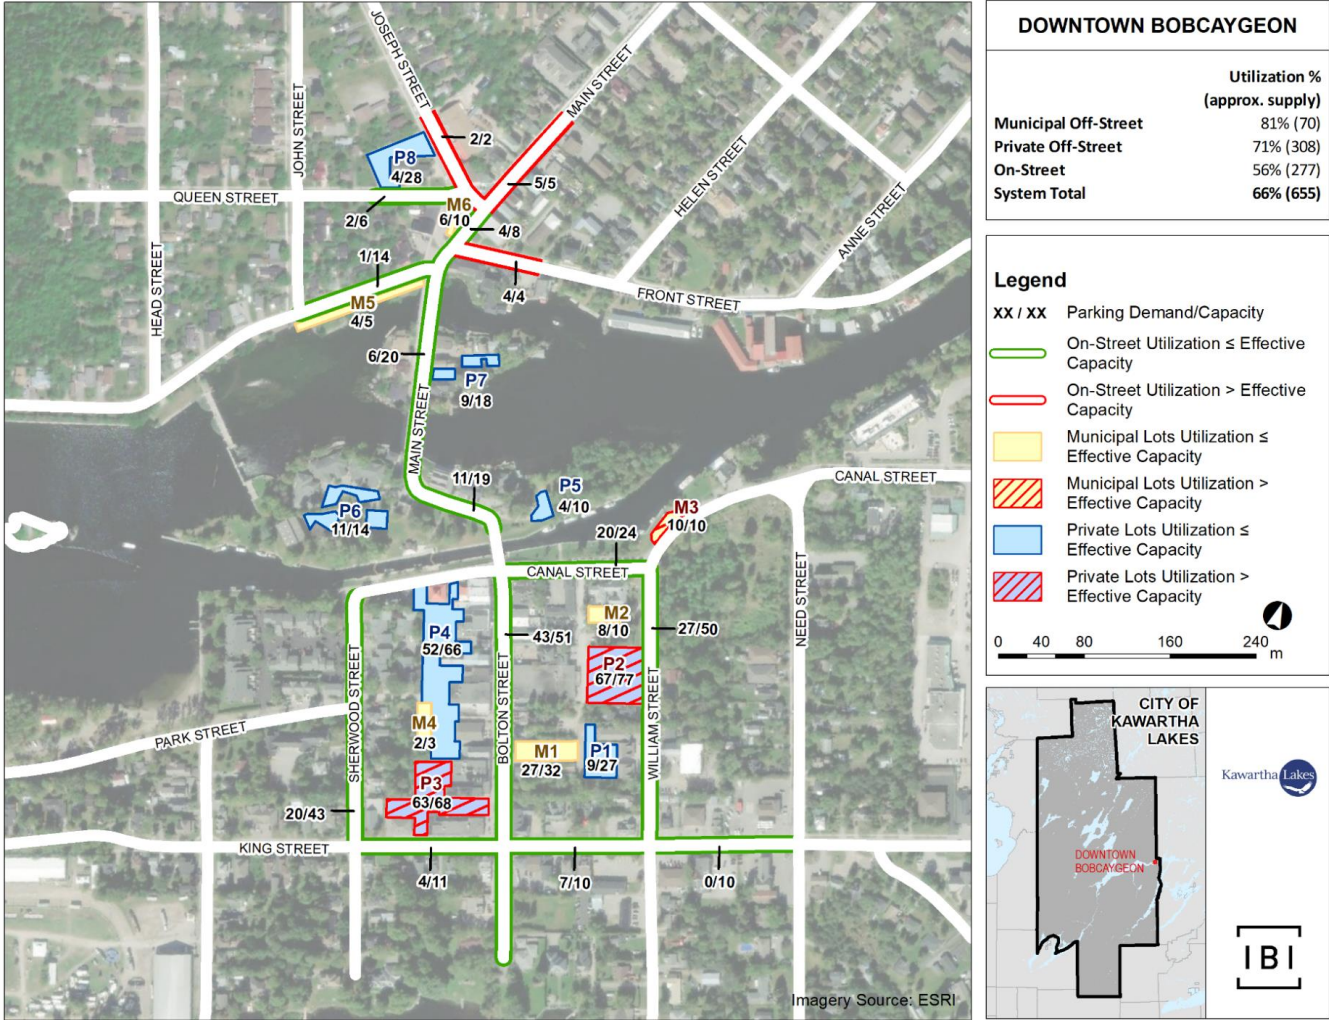 JOSEPH STREET
MAIN STREET
JOHN STREET
2/2
P8
4/28
5/5
HELEN STREET
QUEEN STREET
M6
6/10
2/6
4/8
ANNE STREET
1/14
HEAD STREET
M5
4/5
4/4
FRONT STREET
6/20
P7
9/18
MAIN STREET
11/19
P5
4/10
CANAL STREET
P6
11/14
M3
10/10
20/24
CANAL STREET
NEED STREET
M2
8/10
P4
52/66
43/51
27/50
P2
67/77
SHERWOOD STREET
BOLTON STREET
WILLIAM STREET
PARK STREET
M4
2/3
M1
27/32
P1
9/27
P3
63/68
20/43
KING STREET
4/11
7/10
0/10
Imagery Source: ESRI
DOWNTOWN BOBCAYGEON
Utilization %
(approx. supply)
Municipal Off-Street 81% (70)
Private Off-Street 71% (308)
On-Street 56% (277)
System Total 66% (655)
Legend
XX / XX Parking Demand/Capacity
On-Street Utilization ≤ Effective
Capacity
On-Street Utilization > Effective
Capacity
Municipal Lots Utilization ≤
Effective Capacity
Municipal Lots Utilization >
Effective Capacity
Private Lots Utilization ≤
Effective Capacity
Private Lots Utilization >
Effective Capacity
0 40 80 160 240
m
CITY OF
KAWARTHA
LAKES
DOWNTOWN
BOBCAYGEON
Kawartha Lakes
IBI